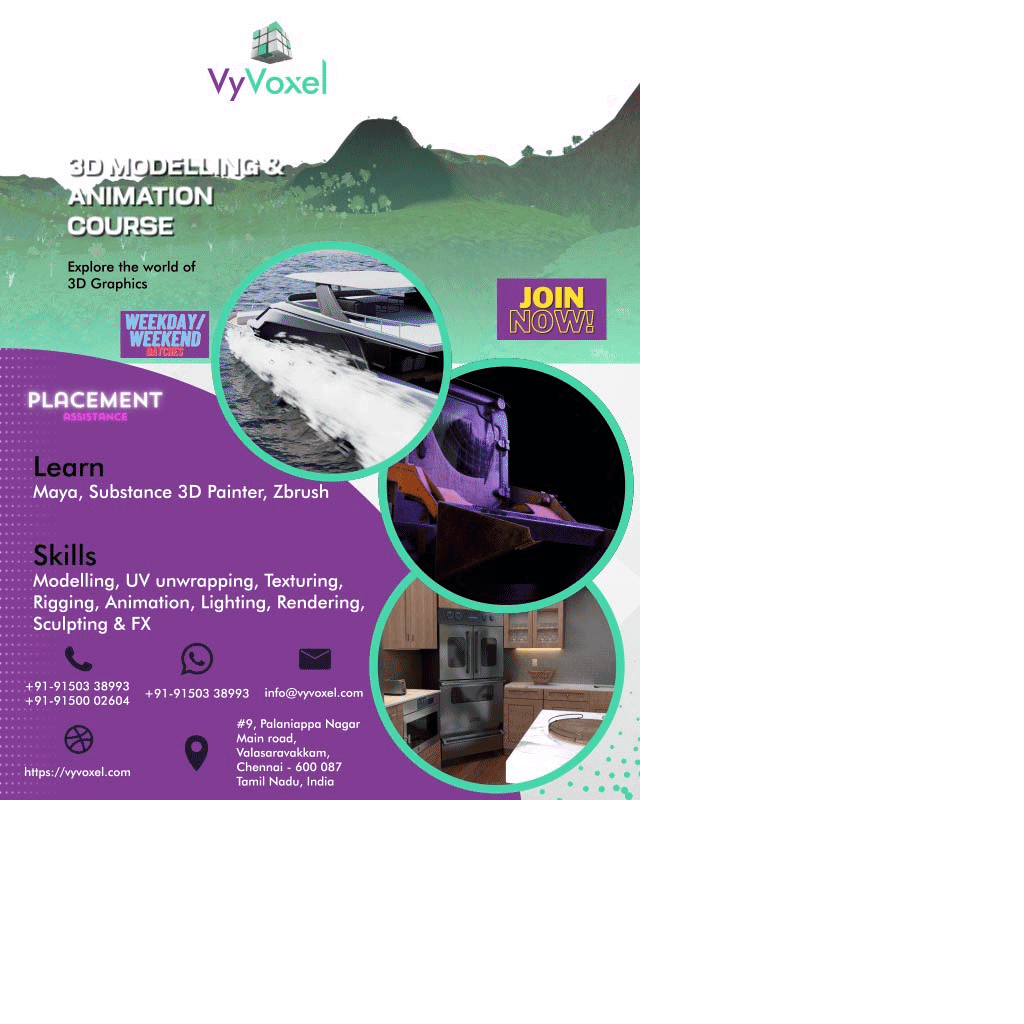 VyVoxel
3D MODELLING &
ANIMATION
COURSE
Explore the world of
3D Graphics
JOIN
NOW!
WEEKDAY/
WEEKEND
BATCHES
PLACEMENT
ASSISTANCE
Learn
Maya, Substance 3D Painter, Zbrush
Skills
Modelling, UV unwrapping, Texturing,
Rigging, Animation, Lighting, Rendering,
Sculpting & FX
+91-91503 38993
+91-91500 02604
+91-91503 38993
info@vyvoxel.com
https://vyvoxel.com
#9, Palaniappa Nagar
Main road,
Valasaravakkam,
Chennai - 600 087
Tamil Nadu, India